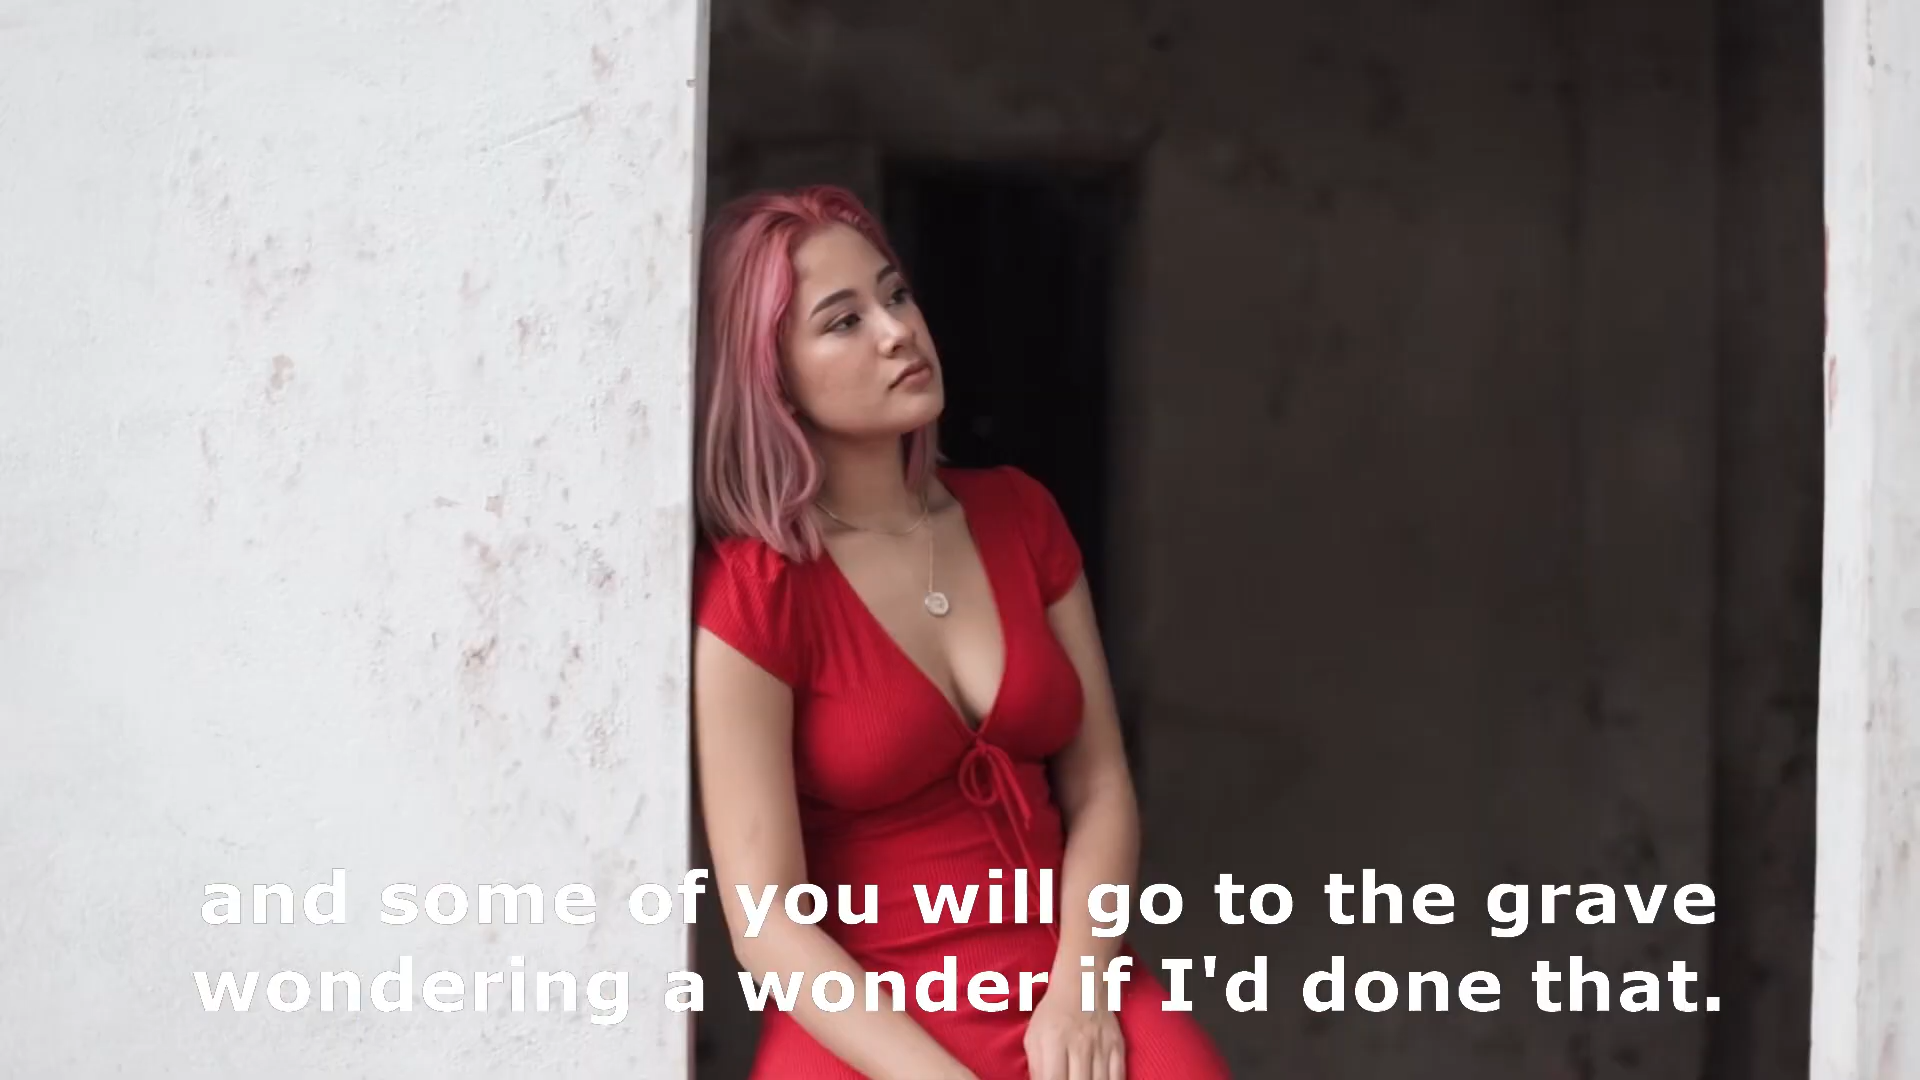 and some of you will go to the grave
wondering a wonder if I'd done that.